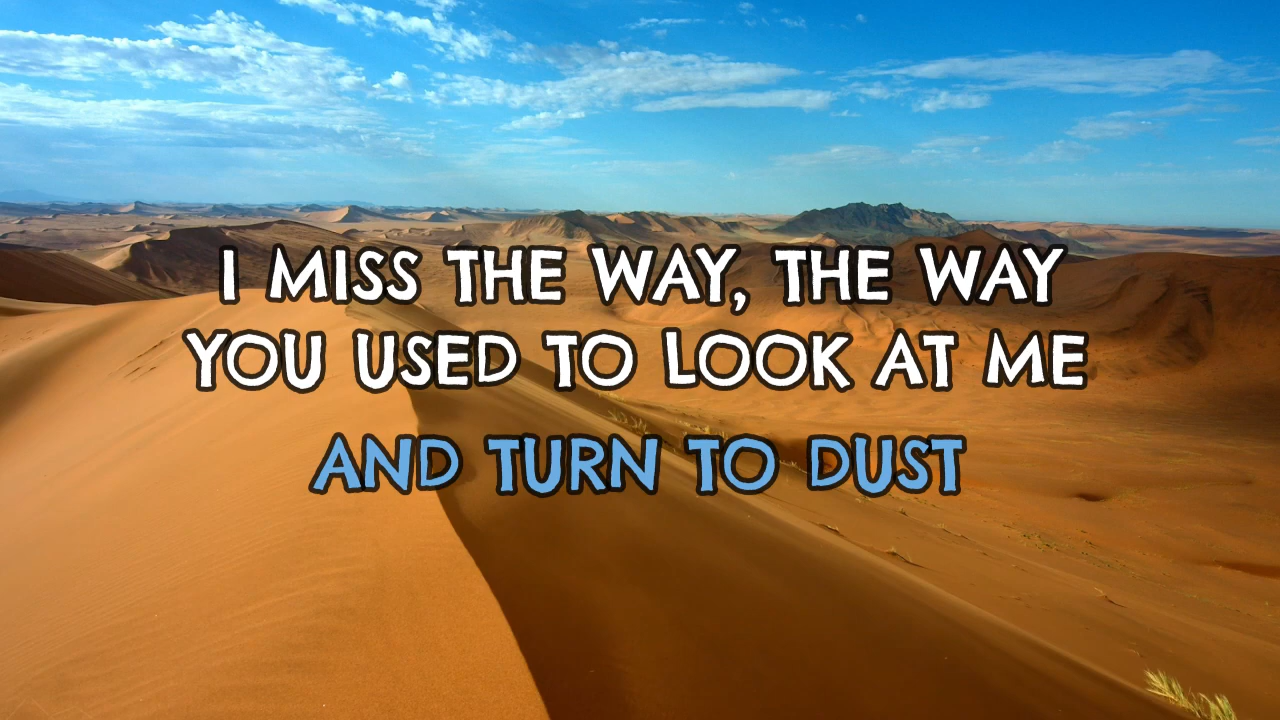 I MISS THE WAY, THE WAY
YOU USED TO LOOK AT ME
AND TURN TO DUST